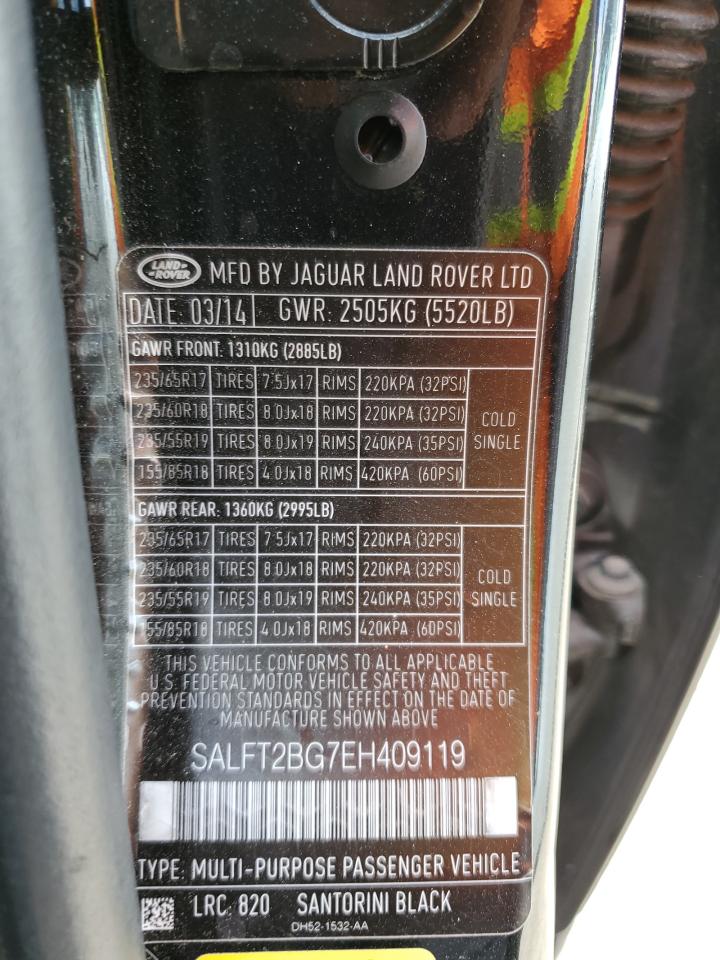 LAND ROVER MFD BY JAGUAR LAND ROVER LTD
DATE: 03/14 GWR: 2505KG (5520LB)
GAWR FRONT: 1310KG (2885LB)
235/65R17 TIRES 7.5Jx17 RIMS 220KPA (32PSI)
235/60R18 TIRES 8.0Jx18 RIMS 220KPA (32PSI)
235/55R19 TIRES 8.0Jx19 RIMS 240KPA (35PSI)
155/85R18 TIRES 4.0Jx18 RIMS 420KPA (60PSI)
COLD
SINGLE
GAWR REAR: 1360KG (2995LB)
235/65R17 TIRES 7.5Jx17 RIMS 220KPA (32PSI)
235/60R18 TIRES 8.0Jx18 RIMS 220KPA (32PSI)
235/55R19 TIRES 8.0Jx19 RIMS 240KPA (35PSI)
155/85R18 TIRES 4.0Jx18 RIMS 420KPA (60PSI)
COLD
SINGLE
THIS VEHICLE CONFORMS TO ALL APPLICABLE
U.S. FEDERAL MOTOR VEHICLE SAFETY AND THEFT
PREVENTION STANDARDS IN EFFECT ON THE DATE OF
MANUFACTURE SHOWN ABOVE
SALFT2BG7EH409119
TYPE: MULTI-PURPOSE PASSENGER VEHICLE
LRC: 820 SANTORINI BLACK
DH52-1532-AA